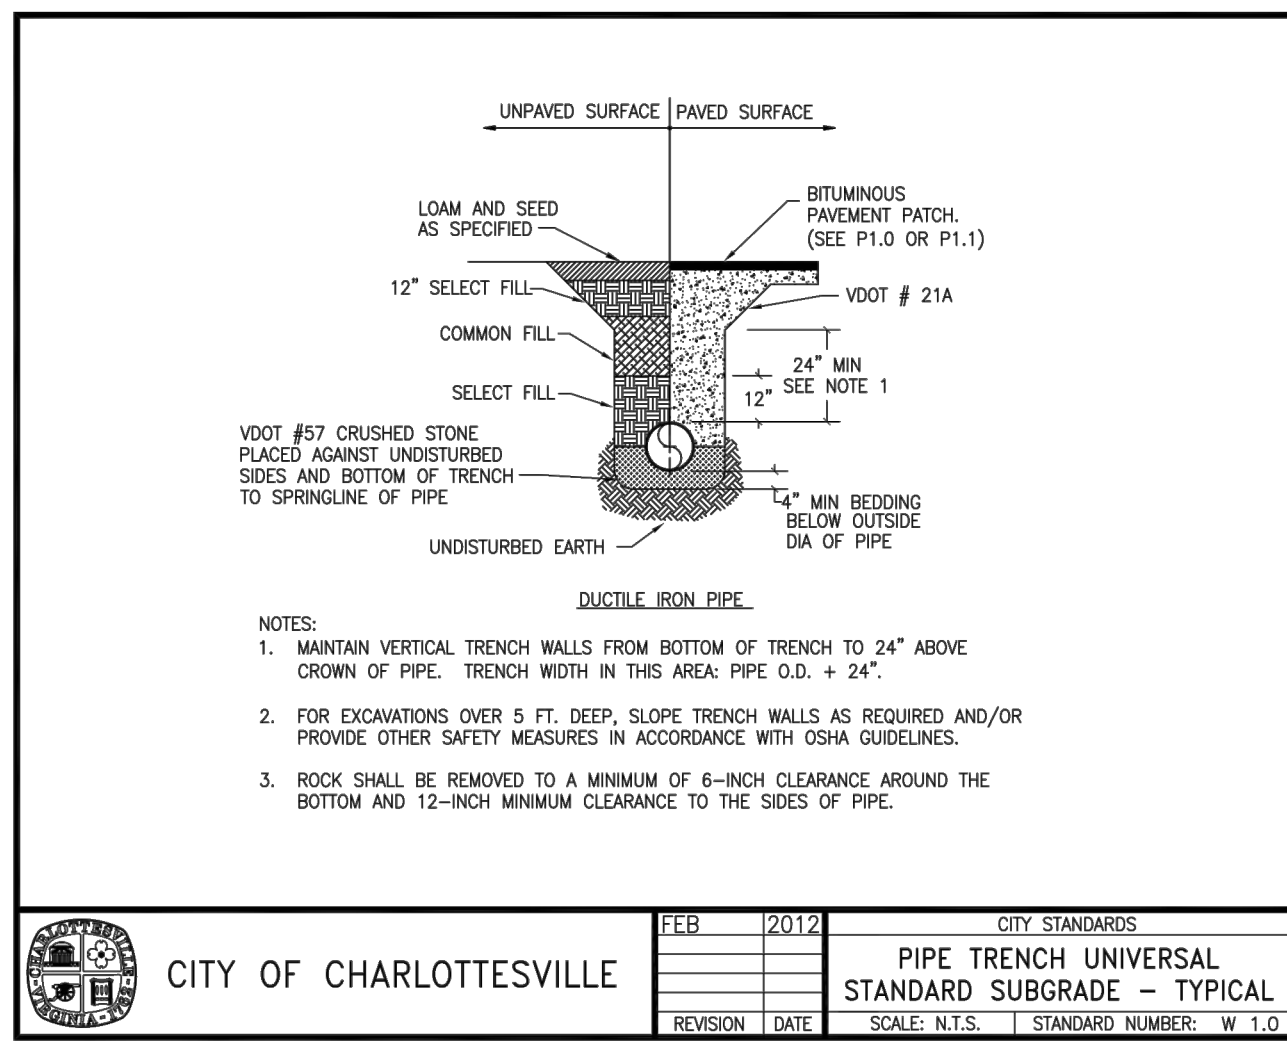 UNPAVED SURFACE
PAVED SURFACE
LOAM AND SEED
AS SPECIFIED
BITUMINOUS
PAVEMENT PATCH.
(SEE P1.0 OR P1.1)
12" SELECT FILL
VDOT # 21A
COMMON FILL
24" MIN
SEE NOTE 1
12"
SELECT FILL
VDOT #57 CRUSHED STONE
PLACED AGAINST UNDISTURBED
SIDES AND BOTTOM OF TRENCH
TO SPRINGLINE OF PIPE
4" MIN BEDDING
BELOW OUTSIDE
DIA OF PIPE
UNDISTURBED EARTH
DUCTILE IRON PIPE
NOTES:
1. MAINTAIN VERTICAL TRENCH WALLS FROM BOTTOM OF TRENCH TO 24" ABOVE
CROWN OF PIPE. TRENCH WIDTH IN THIS AREA: PIPE O.D. + 24".
2. FOR EXCAVATIONS OVER 5 FT. DEEP, SLOPE TRENCH WALLS AS REQUIRED AND/OR
PROVIDE OTHER SAFETY MEASURES IN ACCORDANCE WITH OSHA GUIDELINES.
3. ROCK SHALL BE REMOVED TO A MINIMUM OF 6-INCH CLEARANCE AROUND THE
BOTTOM AND 12-INCH MINIMUM CLEARANCE TO THE SIDES OF PIPE.
CHARLOTTESVILLE
VIRGINIA - 1762
CITY OF CHARLOTTESVILLE
FEB 2012
REVISION DATE
CITY STANDARDS
PIPE TRENCH UNIVERSAL
STANDARD SUBGRADE - TYPICAL
SCALE: N.T.S.
STANDARD NUMBER: W 1.0